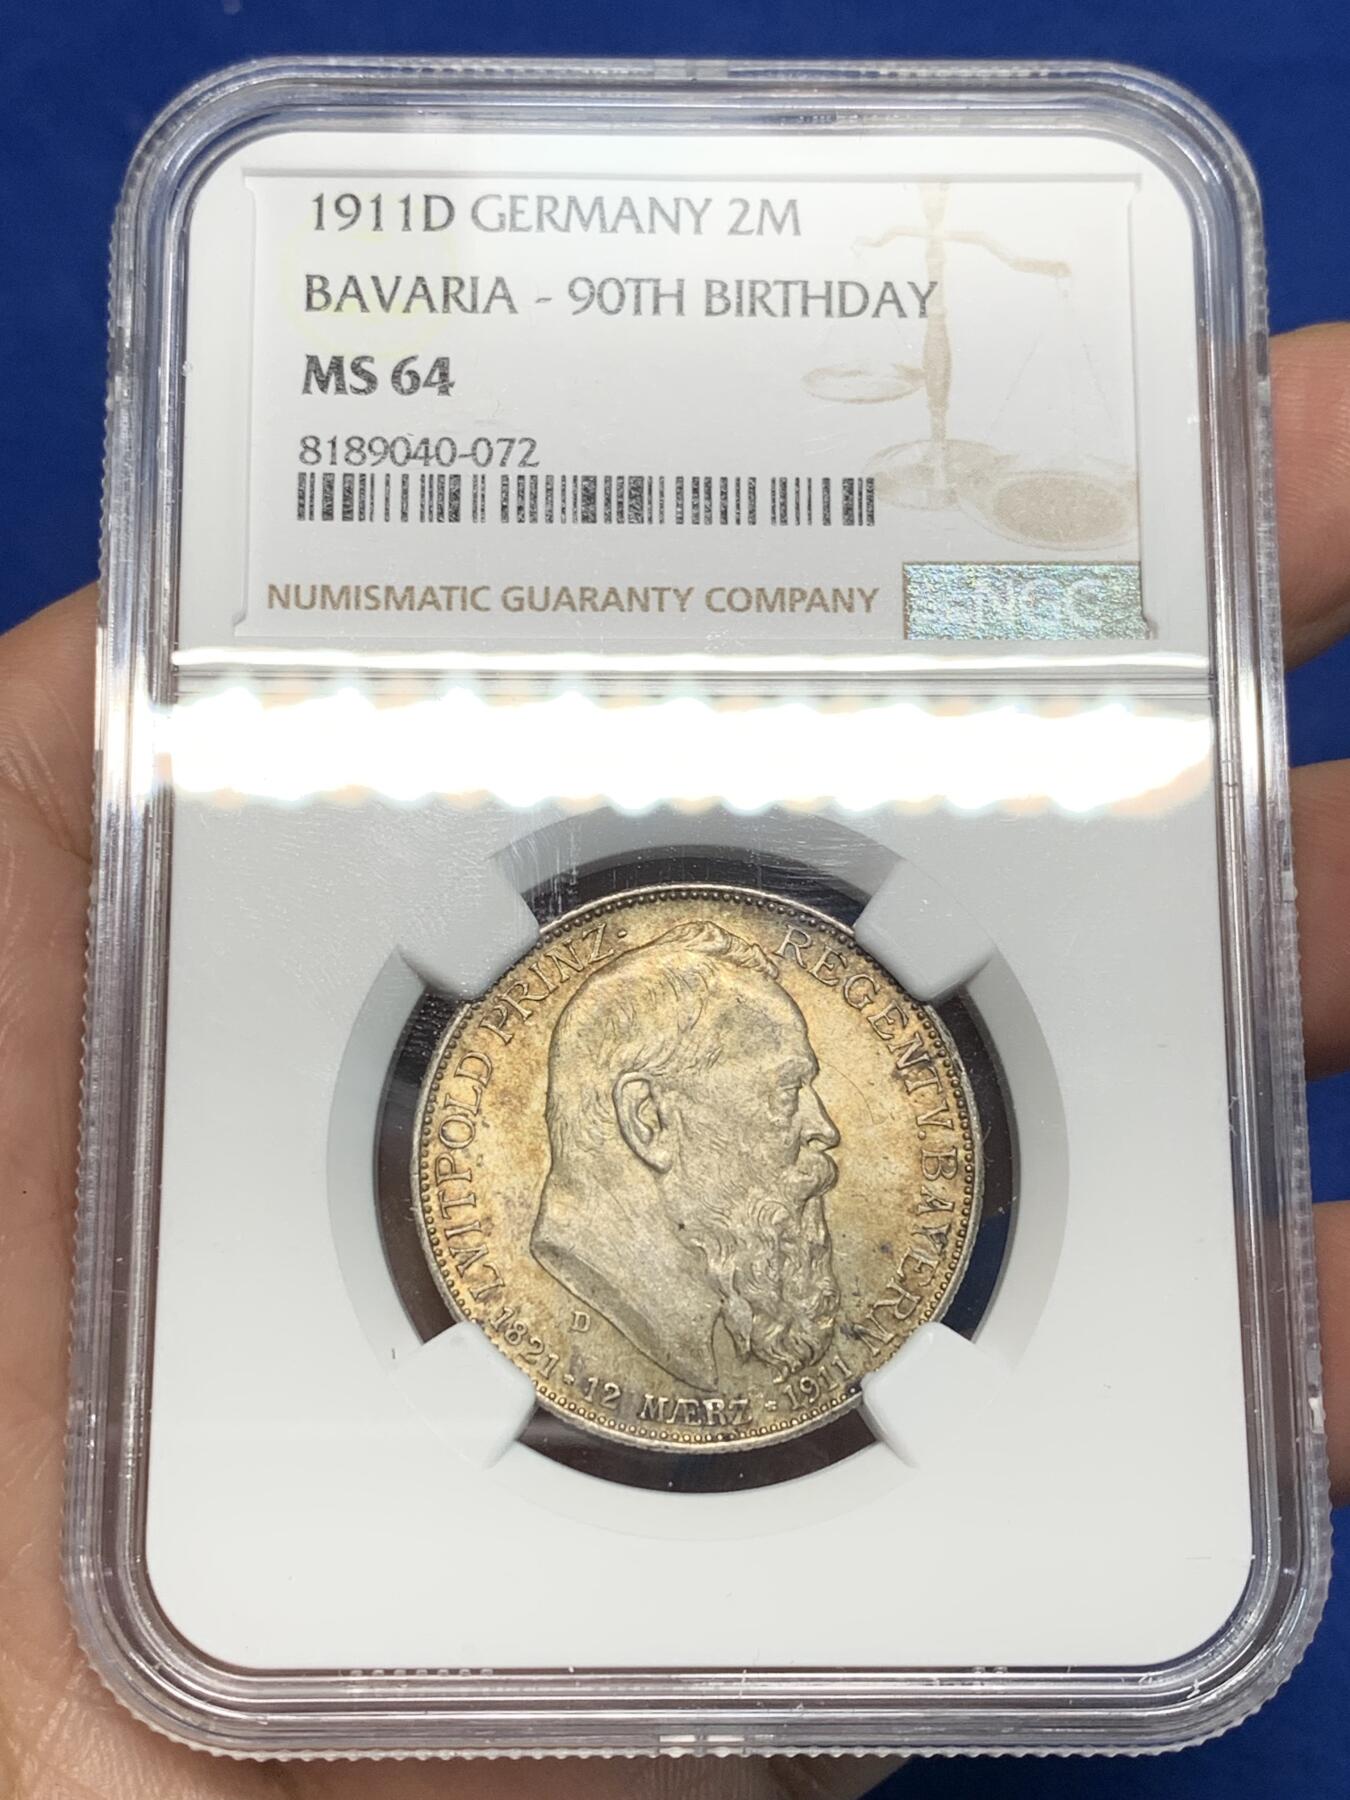 1911D GERMANY 2M
BAVARIA - 90TH BIRTHDAY
MS 64
8189040-072
NUMISMATIC GUARANTY COMPANY
NGC
LVITPOLD PRINZ· REGENT V. BAYERN
D
1821 - 12 MÆRZ - 1911